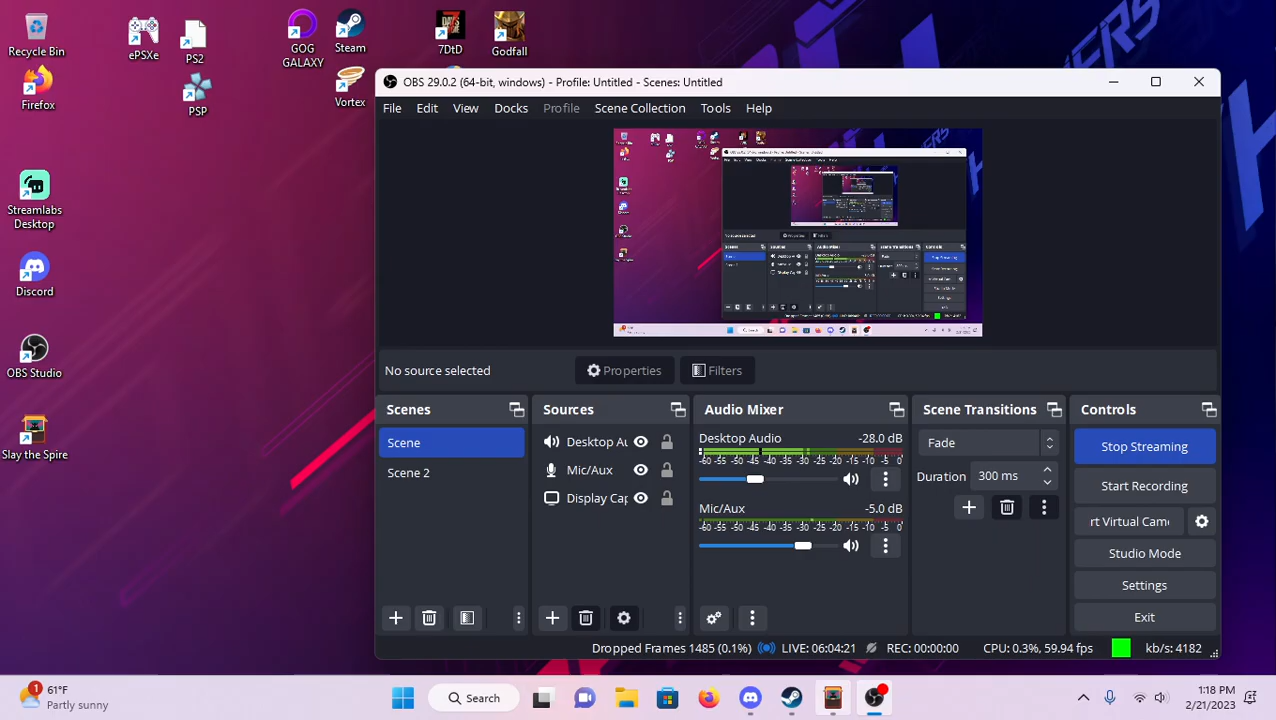 Recycle Bin
ePSXe
PS2
GOG GALAXY
Steam
7DtD
Godfall
Firefox
PSP
Vortex
Streamlabs Desktop
Discord
OBS Studio
Slay the Spire
OBS 29.0.2 (64-bit, windows) - Profile: Untitled - Scenes: Untitled
File Edit View Docks Profile Scene Collection Tools Help
No source selected Properties Filters
Scenes
Scene
Scene 2
Sources
Desktop Au
Mic/Aux
Display Cap
Audio Mixer
Desktop Audio -28.0 dB
-60 -55 -50 -45 -40 -35 -30 -25 -20 -15 -10 -5 0
Mic/Aux -5.0 dB
-60 -55 -50 -45 -40 -35 -30 -25 -20 -15 -10 -5 0
Scene Transitions
Fade
Duration 300 ms
Controls
Stop Streaming
Start Recording
rt Virtual Came
Studio Mode
Settings
Exit
Dropped Frames 1485 (0.1%) LIVE: 06:04:21 REC: 00:00:00 CPU: 0.3%, 59.94 fps kb/s: 4182
1
61°F
Partly sunny
Search
1:18 PM
2/21/2023